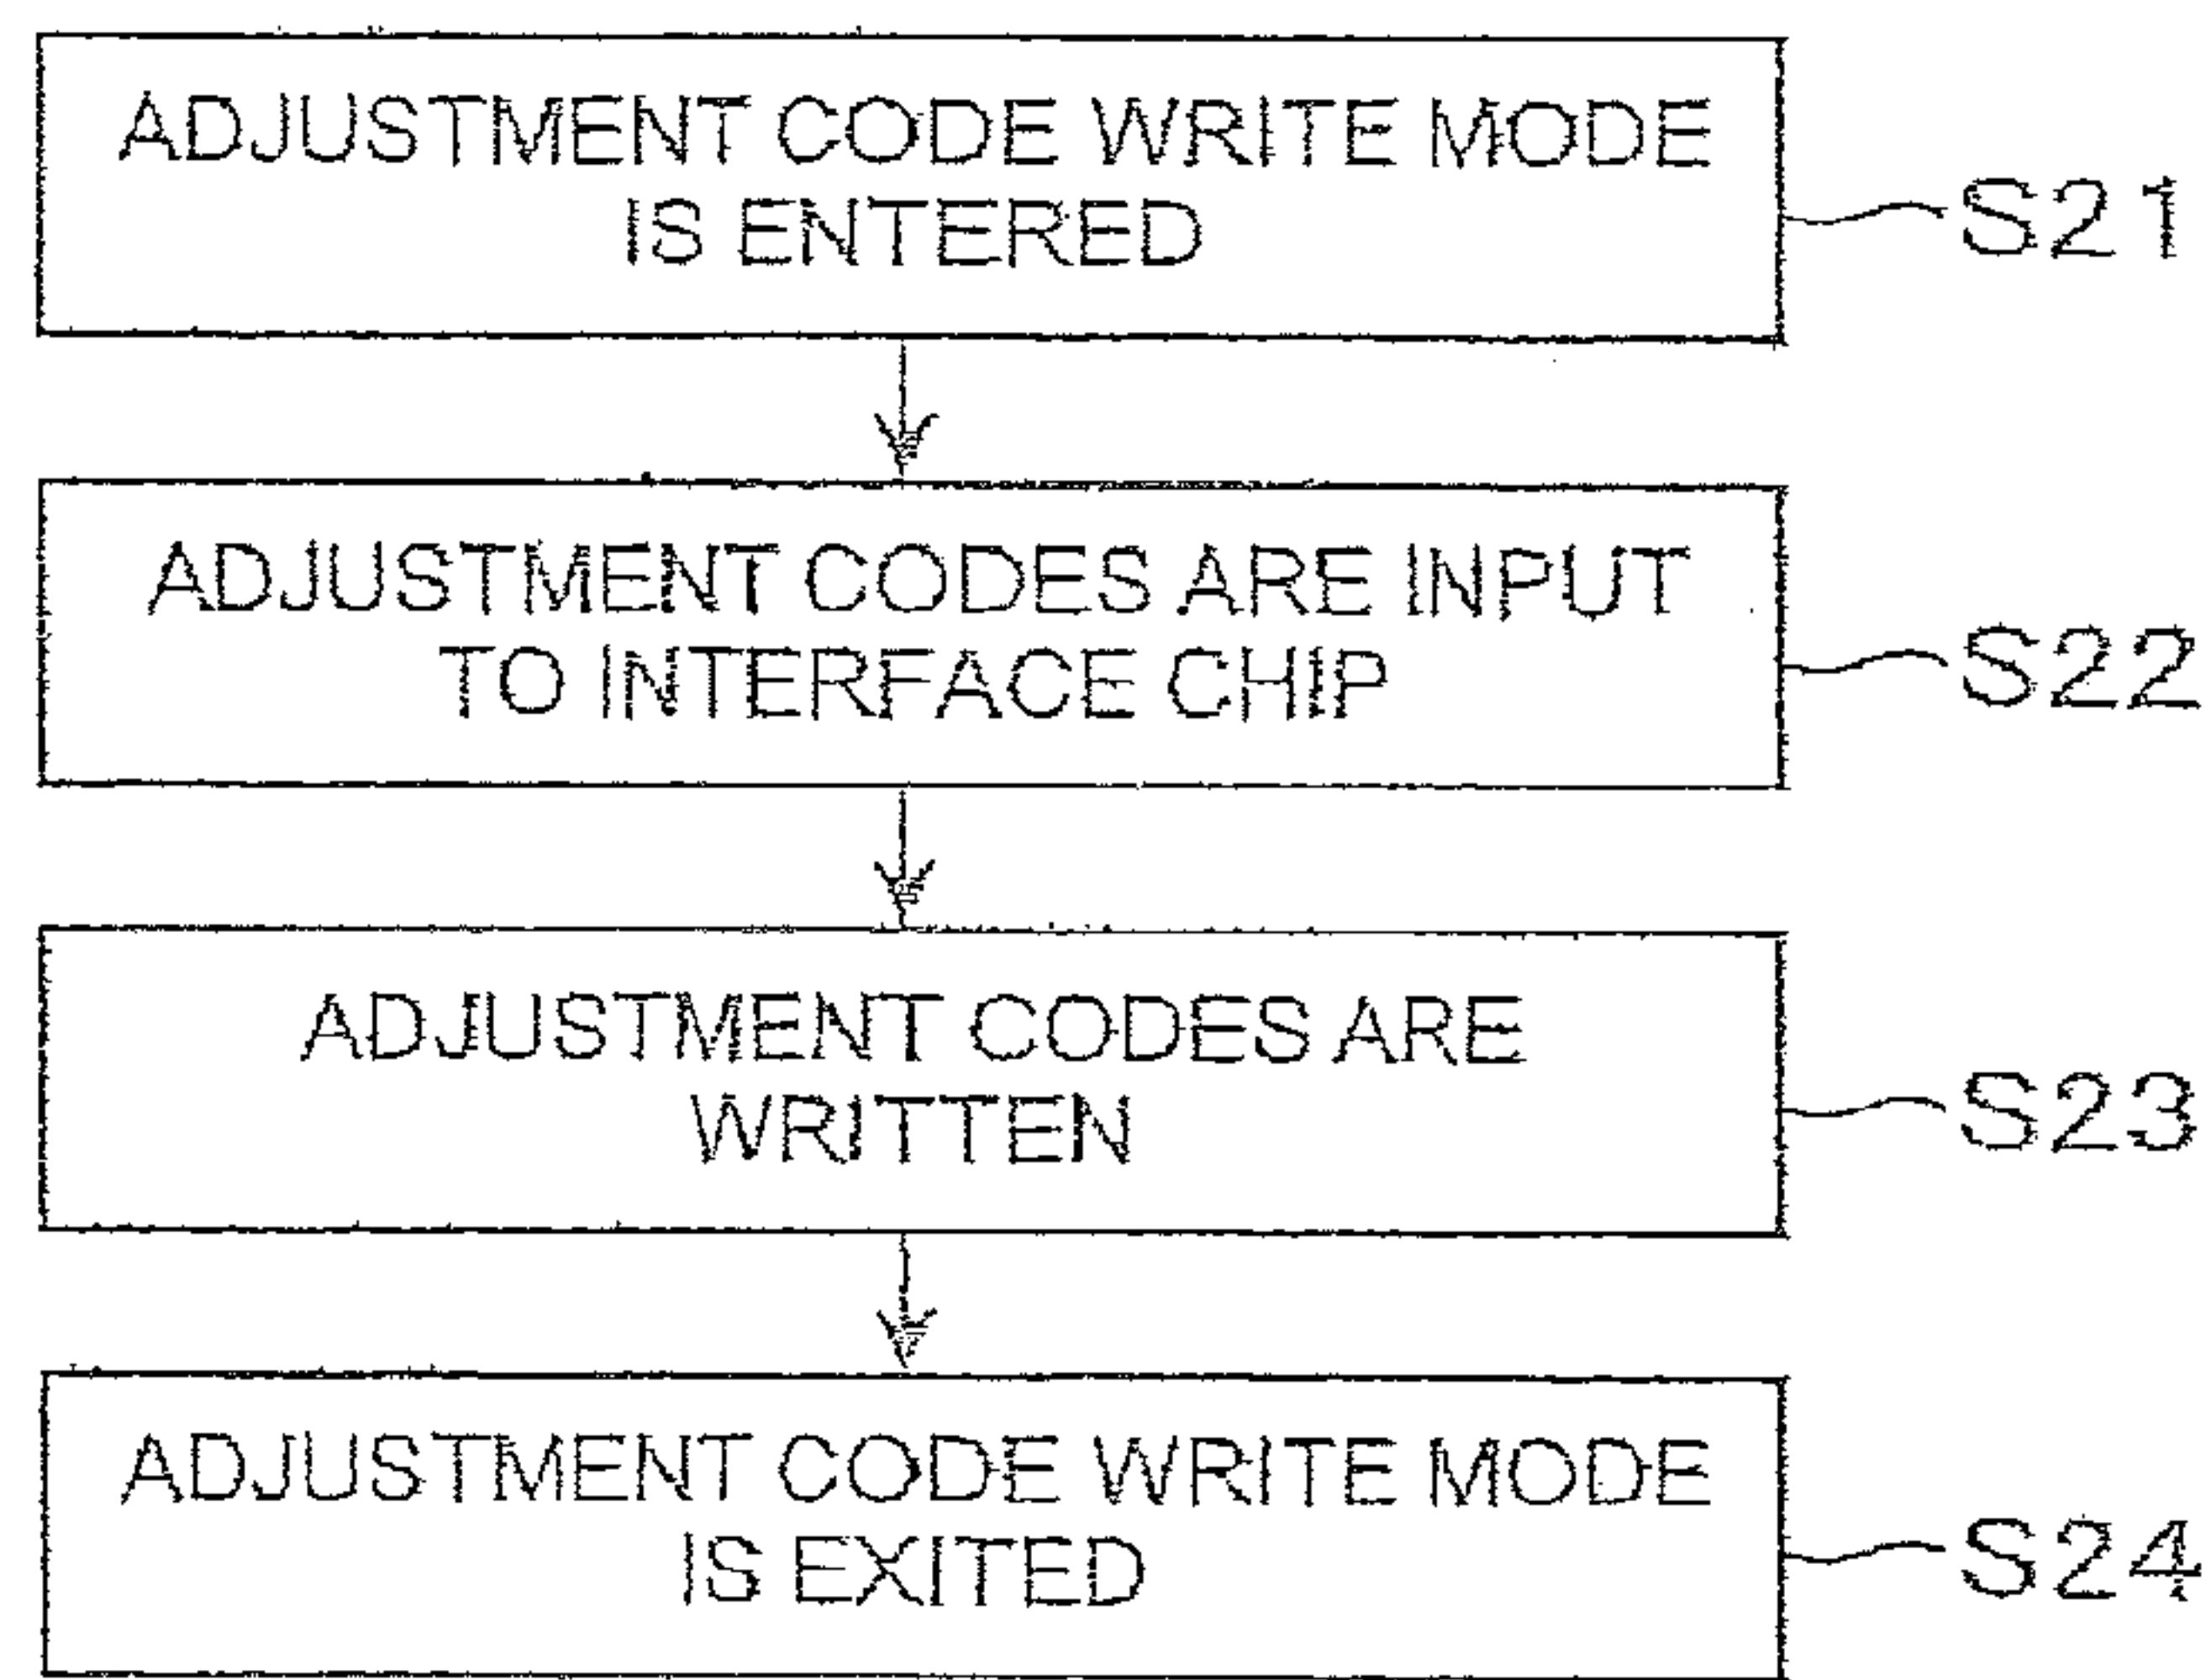 ADJUSTMENT CODE WRITE MODE
IS ENTERED
S21
ADJUSTMENT CODES ARE INPUT
TO INTERFACE CHIP
S22
ADJUSTMENT CODES ARE
WRITTEN
S23
ADJUSTMENT CODE WRITE MODE
IS EXITED
S24